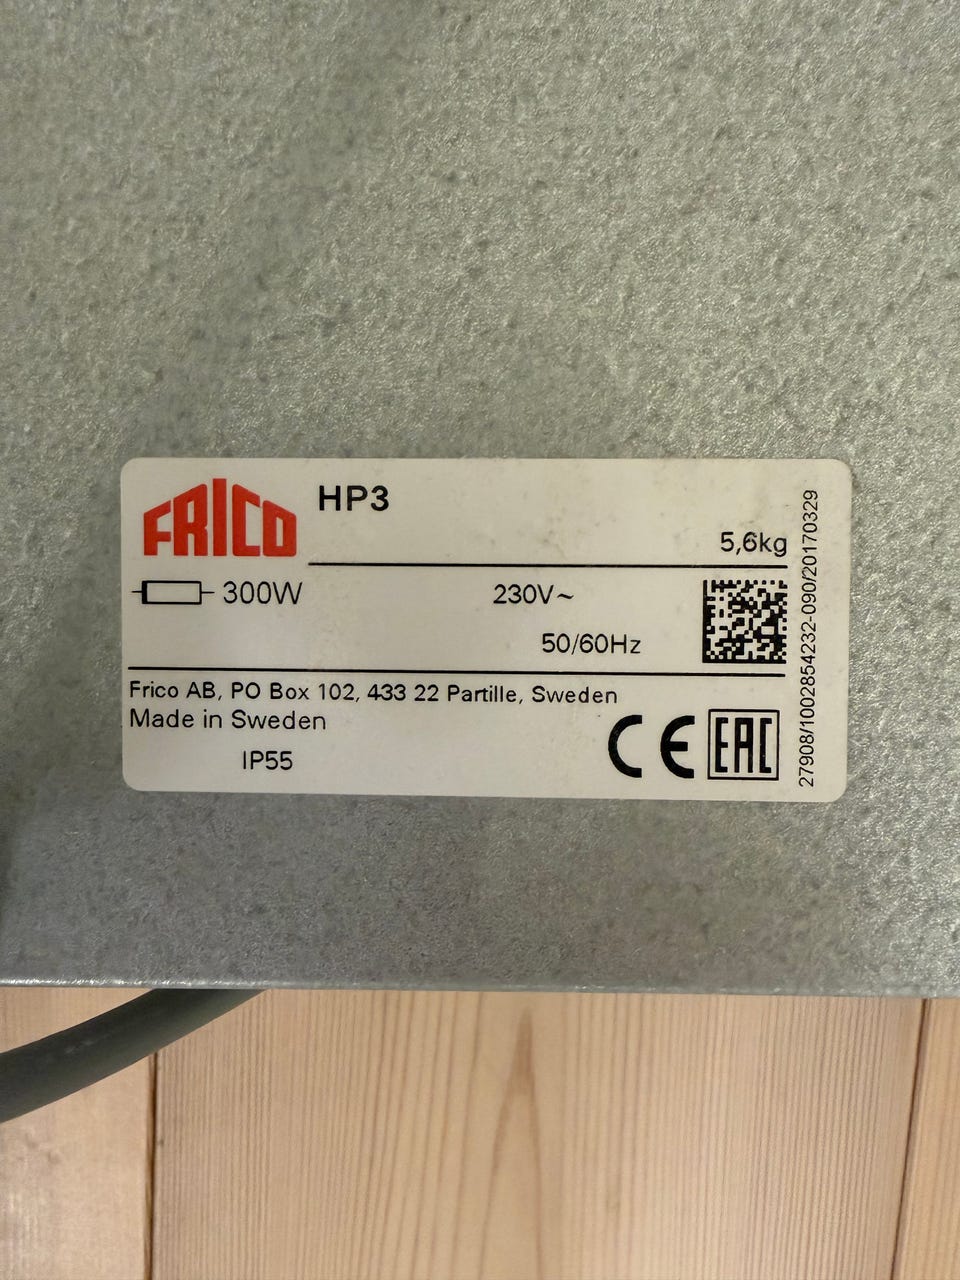 FRICO
HP3
5,6kg
300W
230V~
50/60Hz
Frico AB, PO Box 102, 433 22 Partille, Sweden
Made in Sweden
IP55
CE EAC
27908/1002854232-090/20170329